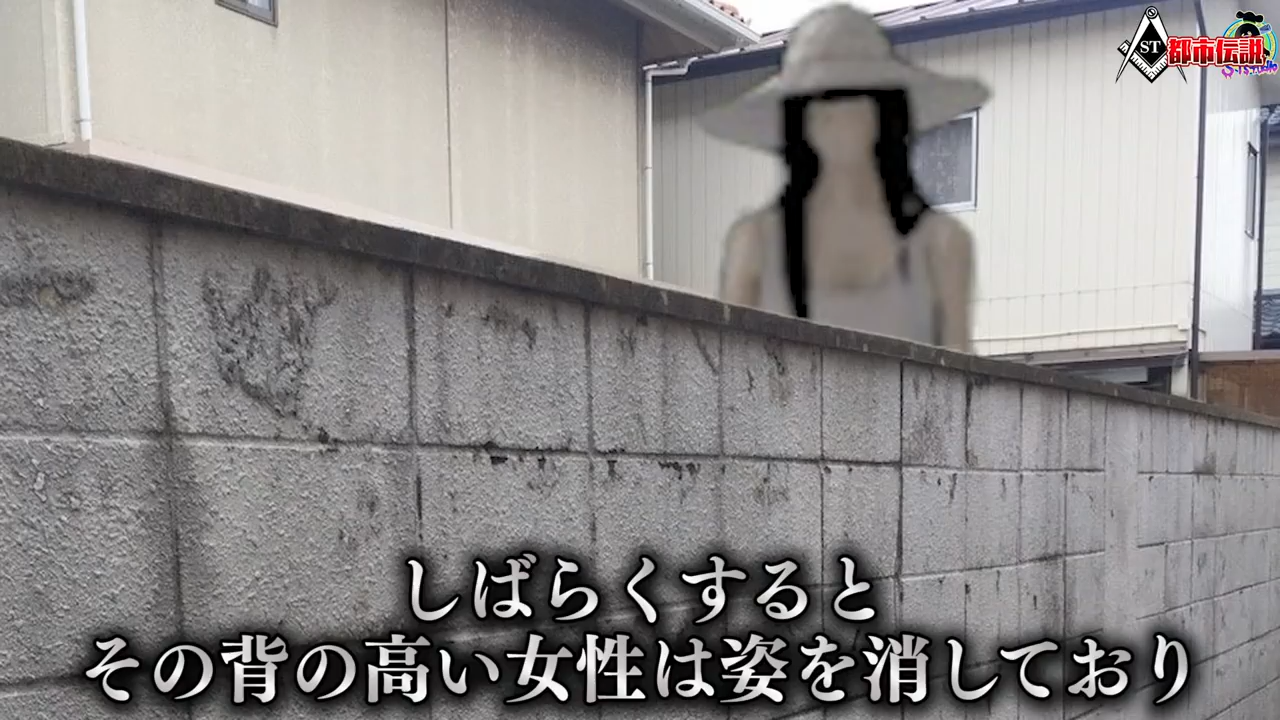 ST
都市伝説
しばらくすると
その背の高い女性は姿を消しており